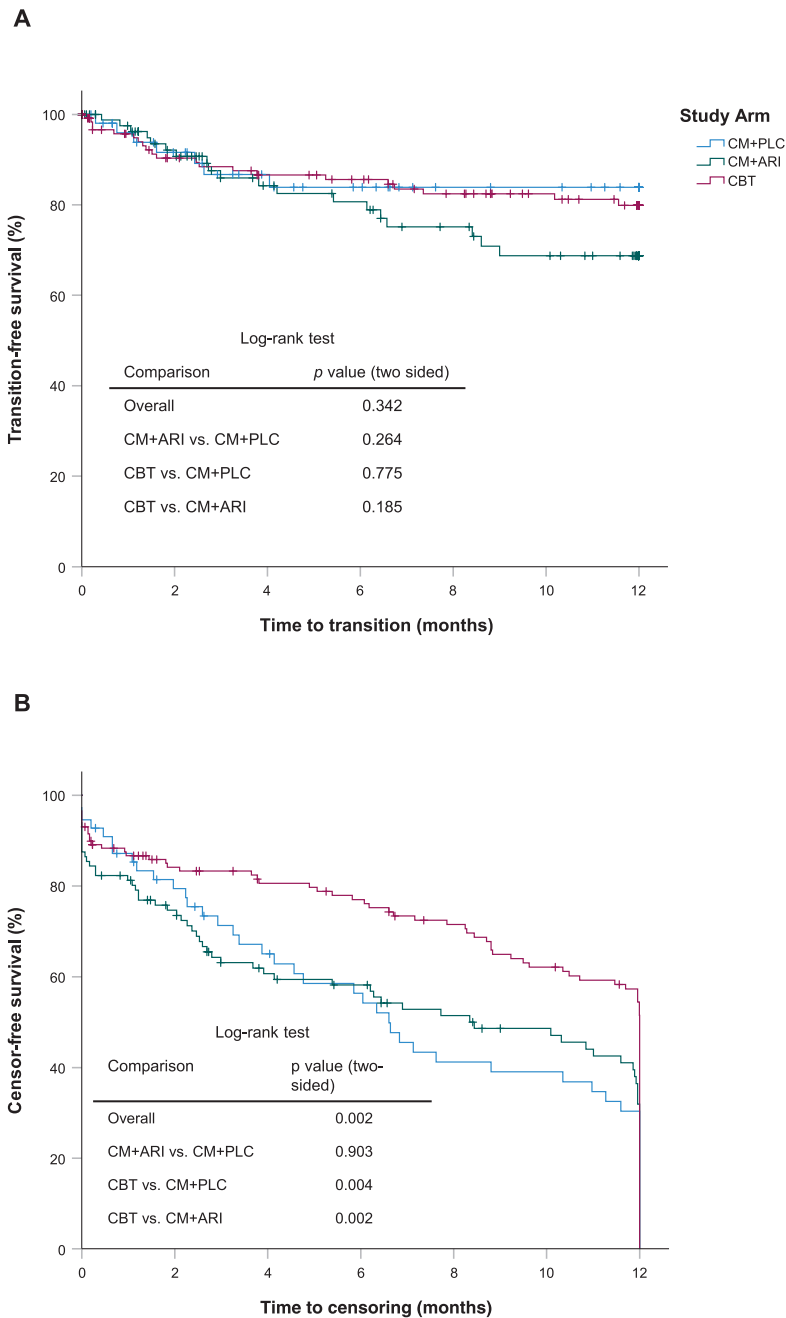 A
Study Arm
CM+PLC
CM+ARI
CBT
Transition-free survival (%)
100
80
60
40
20
0
Log-rank test
Comparison p value (two sided)
Overall 0.342
CM+ARI vs. CM+PLC 0.264
CBT vs. CM+PLC 0.775
CBT vs. CM+ARI 0.185
0 2 4 6 8 10 12
Time to transition (months)
B
Censor-free survival (%)
100
80
60
40
20
0
Log-rank test
Comparison p value (two-
sided)
Overall 0.002
CM+ARI vs. CM+PLC 0.903
CBT vs. CM+PLC 0.004
CBT vs. CM+ARI 0.002
0 2 4 6 8 10 12
Time to censoring (months)